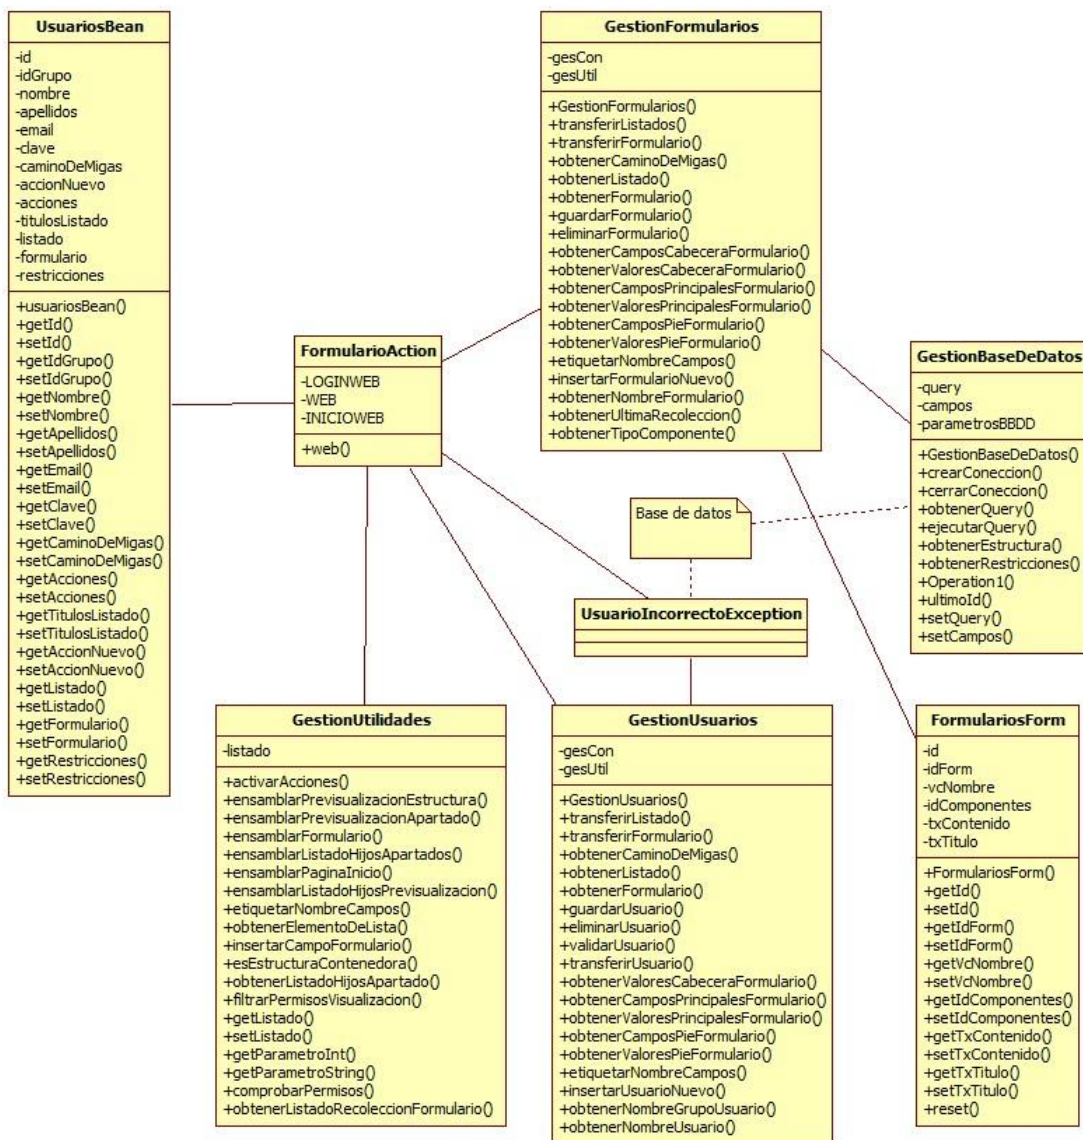 UsuariosBean
-id
-idGrupo
-nombre
-apellidos
-email
-clave
-caminoDeMigas
-accionNuevo
-acciones
-titulosListado
-listado
-formulario
-restricciones
+usuariosBean()
+getId()
+setId()
+getIdGrupo()
+setIdGrupo()
+getNombre()
+setNombre()
+getApellidos()
+setApellidos()
+getEmail()
+setEmail()
+getClave()
+setClave()
+getCaminoDeMigas()
+setCaminoDeMigas()
+getAcciones()
+setAcciones()
+getTitulosListado()
+setTitulosListado()
+getAccionNuevo()
+setAccionNuevo()
+getListado()
+setListado()
+getFormulario()
+setFormulario()
+getRestricciones()
+setRestricciones()
FormularioAction
-LOGINWEB
-WEB
-INICIOWEB
+web()
GestionFormularios
-gesCon
-gesUtil
+GestionFormularios()
+transferirListados()
+transferirFormulario()
+obtenerCaminoDeMigas()
+obtenerListado()
+obtenerFormulario()
+guardarFormulario()
+eliminarFormulario()
+obtenerCamposCabeceraFormulario()
+obtenerValoresCabeceraFormulario()
+obtenerCamposPrincipalesFormulario()
+obtenerValoresPrincipalesFormulario()
+obtenerCamposPieFormulario()
+obtenerValoresPieFormulario()
+etiquetarNombreCampos()
+insertarFormularioNuevo()
+obtenerNombreFormulario()
+obtenerUltimaRecoleccion()
+obtenerTipoComponente()
GestionBaseDeDatos
-query
-campos
-parametrosBBDD
+GestionBaseDeDatos()
+crearConeccion()
+cerrarConeccion()
+obtenerQuery()
+ejecutarQuery()
+obtenerEstructura()
+obtenerRestricciones()
+Operation1()
+ultimoId()
+setQuery()
+setCampos()
Base de datos
UsuarioIncorrectoException
GestionUtilidades
-listado
+activarAcciones()
+ensamblarPrevisualizacionEstructura()
+ensamblarPrevisualizacionApartado()
+ensamblarFormulario()
+ensamblarListadoHijosApartados()
+ensamblarPaginaInicio()
+ensamblarListadoHijosPrevisualizacion()
+etiquetarNombreCampos()
+obtenerElementoDeLista()
+insertarCampoFormulario()
+esEstructuraContenedora()
+obtenerListadoHijosApartado()
+filtrarPermisosVisualizacion()
+getListado()
+setListado()
+getParametroInt()
+getParametroString()
+comprobarPermisos()
+obtenerListadoRecoleccionFormulario()
GestionUsuarios
-gesCon
-gesUtil
+GestionUsuarios()
+transferirListado()
+transferirFormulario()
+obtenerCaminoDeMigas()
+obtenerListado()
+obtenerFormulario()
+guardarUsuario()
+eliminarUsuario()
+validarUsuario()
+transferirUsuario()
+obtenerValoresCabeceraFormulario()
+obtenerCamposPrincipalesFormulario()
+obtenerValoresPrincipalesFormulario()
+obtenerCamposPieFormulario()
+obtenerValoresPieFormulario()
+etiquetarNombreCampos()
+insertarUsuarioNuevo()
+obtenerNombreGrupoUsuario()
+obtenerNombreUsuario()
FormulariosForm
-id
-idForm
-vcNombre
-idComponentes
-txContenido
-txTitulo
+FormulariosForm()
+getId()
+setId()
+getIdForm()
+setIdForm()
+getVcNombre()
+setVcNombre()
+getIdComponentes()
+setIdComponentes()
+getTxContenido()
+setTxContenido()
+getTxTitulo()
+setTxTitulo()
+reset()